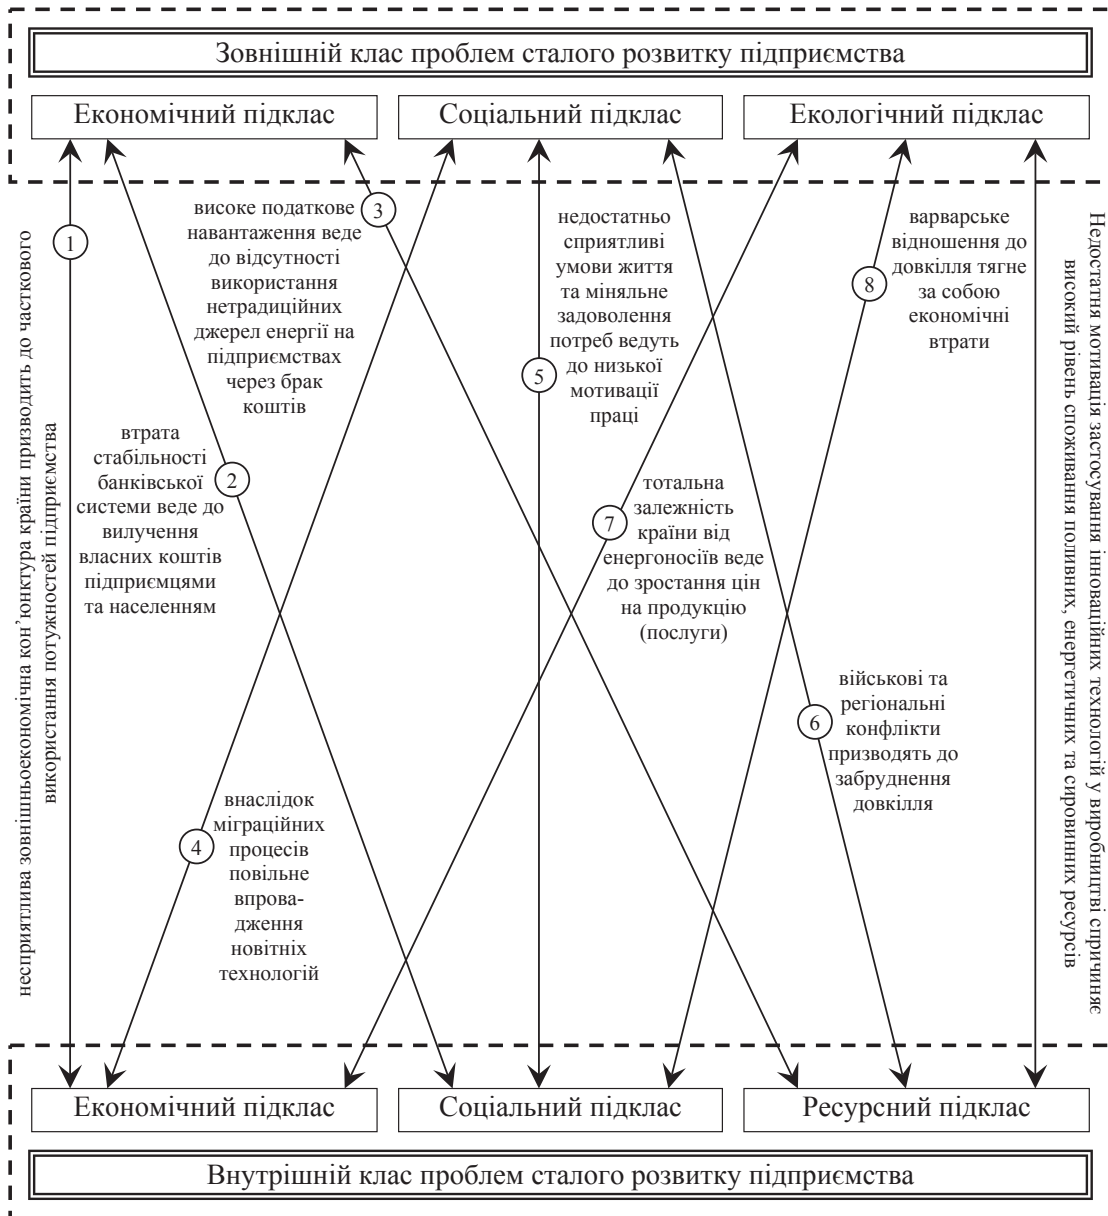 Зовнішній клас проблем сталого розвитку підприємства
Економічний підклас
Соціальний підклас
Екологічний підклас
несприятлива зовнішньоекономічна кон’юнктура країни призводить до часткового
використання потужностей підприємства
1
високе податкове
навантаження веде
до відсутності
використання
нетрадиційних
джерел енергії на
підприємствах
через брак
коштів
3
недостатньо
сприятливі
умови життя
та міняльне
задоволення
потреб ведуть
до низької
мотивації
праці
5
варварське
відношення до
довкілля тягне
за собою
економічні
втрати
8
Недостатня мотивація застосування інноваційних технологій у виробництві спричиняє
високий рівень споживання поливних, енергетичних та сировинних ресурсів
втрата
стабільності
банківської
системи веде до
вилучення
власних коштів
підприємцями
та населенням
2
тотальна
залежність
країни від
енергоносіїв веде
до зростання цін
на продукцію
(послуги)
7
військові та
регіональні
конфлікти
призводять до
забруднення
довкілля
6
внаслідок
міграційних
процесів
повільне
впрова-
дження
новітніх
технологій
4
Економічний підклас
Соціальний підклас
Ресурсний підклас
Внутрішній клас проблем сталого розвитку підприємства